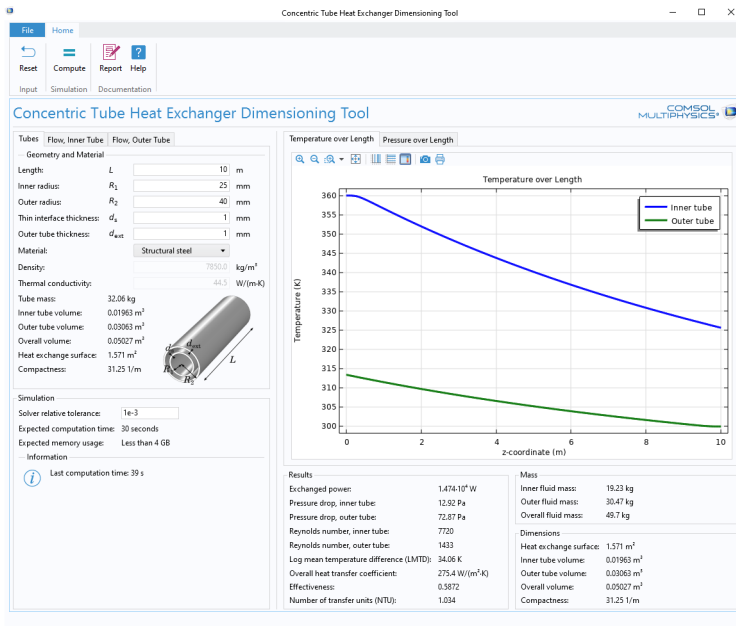 Concentric Tube Heat Exchanger Dimensioning Tool
File Home
Reset Compute Report Help
Input Simulation Documentation
Concentric Tube Heat Exchanger Dimensioning Tool
COMSOL
MULTIPHYSICS®
Tubes Flow, Inner Tube Flow, Outer Tube
Geometry and Material
Length: L 10 m
Inner radius: R1 25 mm
Outer radius: R2 40 mm
Thin interface thickness: ds 1 mm
Outer tube thickness: dext 1 mm
Material: Structural steel
Density: 7850.0 kg/m³
Thermal conductivity: 44.5 W/(m·K)
Tube mass: 32.06 kg
Inner tube volume: 0.01963 m³
Outer tube volume: 0.03063 m³
Overall volume: 0.05027 m³
Heat exchange surface: 1.571 m²
Compactness: 31.25 1/m
ds dext L R1 R2
Simulation
Solver relative tolerance: 1e-3
Expected computation time: 30 seconds
Expected memory usage: Less than 4 GB
Information
i Last computation time: 39 s
Temperature over Length Pressure over Length
Temperature over Length
Inner tube
Outer tube
360
355
350
345
340
335
330
325
320
315
310
305
300
Temperature (K)
0 2 4 6 8 10
z-coordinate (m)
Results
Exchanged power: 1.474·10⁴ W
Pressure drop, inner tube: 12.92 Pa
Pressure drop, outer tube: 72.87 Pa
Reynolds number, inner tube: 7720
Reynolds number, outer tube: 1433
Log mean temperature difference (LMTD): 34.06 K
Overall heat transfer coefficient: 275.4 W/(m²·K)
Effectiveness: 0.5872
Number of transfer units (NTU): 1.034
Mass
Inner fluid mass: 19.23 kg
Outer fluid mass: 30.47 kg
Overall fluid mass: 49.7 kg
Dimensions
Heat exchange surface: 1.571 m²
Inner tube volume: 0.01963 m³
Outer tube volume: 0.03063 m³
Overall volume: 0.05027 m³
Compactness: 31.25 1/m